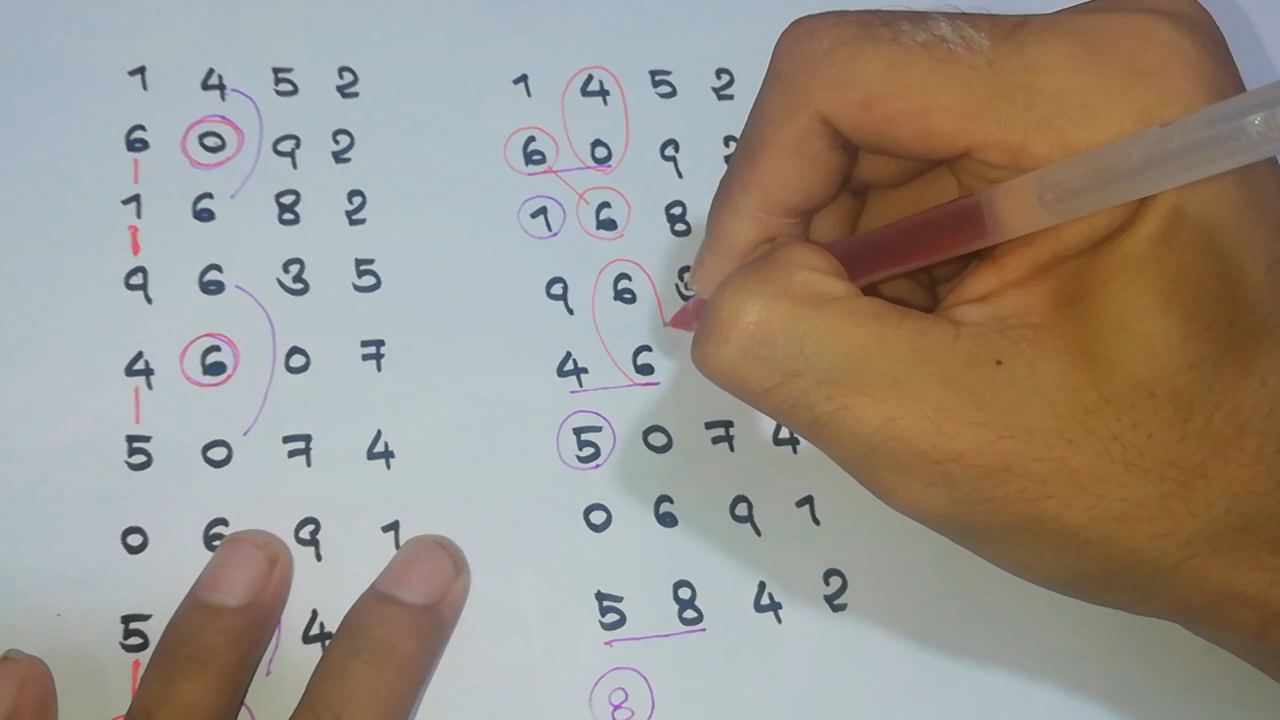 1 4 5 2
6 0 9 2
1 6 8 2
9 6 3 5
4 6 0 7
5 0 7 4
0 6 9 1
5 4
1 4 5 2
6 0 9
1 6 8
9 6
4 6
5 0 7 4
0 6 9 1
5 8 4 2
8